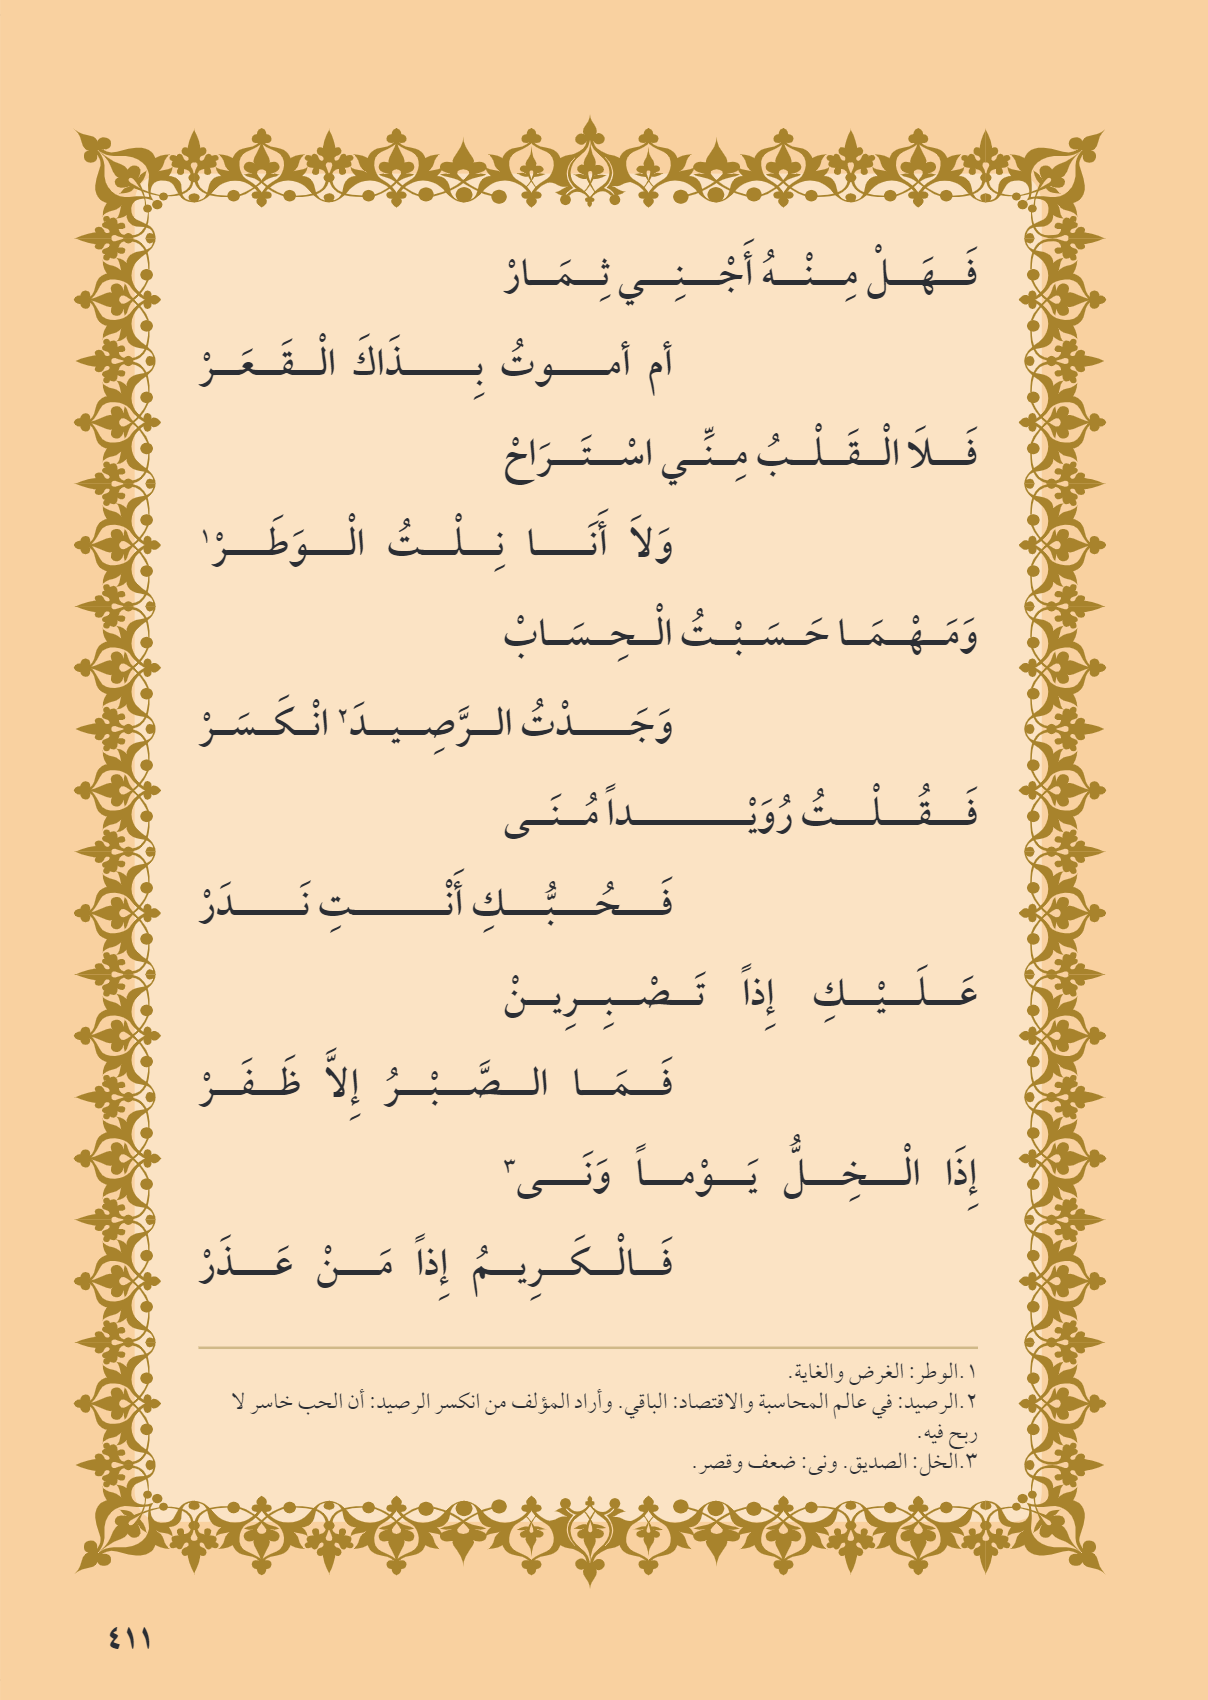 فَهَلْ مِنْهُ أَجْنِي ثِمَارْ
أم أموتُ بِذَاكَ الْقَعَرْ
فَلَا الْقَلْبُ مِنِّي اسْتَرَاحْ
وَلاَ أَنَا نِلْتُ الْوَطَرْ١
وَمَهْمَا حَسَبْتُ الْحِسَابْ
وَجَدْتُ الرَّصِيدَ٢ انْكَسَرْ
فَقُلْتُ رُوَيْداً مُنَى
فَحُبُّكِ أَنْتِ نَدَرْ
عَلَيْكِ إِذاً تَصْبِرِينْ
فَمَا الصَّبْرُ إِلاَّ ظَفَرْ
إِذَا الْخِلُّ يَوْماً وَنَى٣
فَالْكَرِيمُ إِذاً مَنْ عَذَرْ
١.الوطر: الغرض والغاية.
٢.الرصيد: في عالم المحاسبة والاقتصاد: الباقي. وأراد المؤلف من انكسر الرصيد: أن الحب خاسر لا
ربح فيه.
٣.الخل: الصديق. ونى: ضعف وقصر.
٤١١